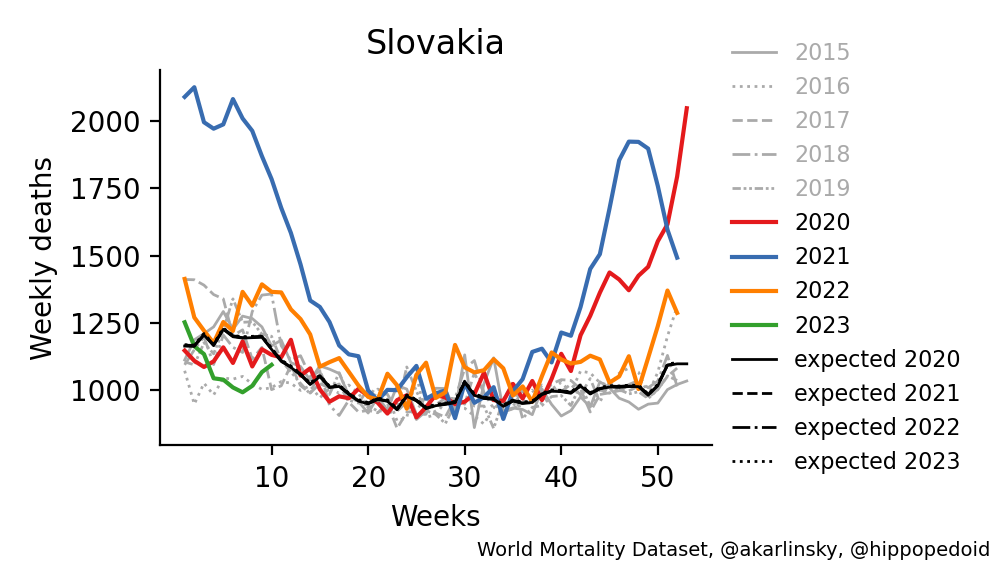 Slovakia
Weekly deaths
2000
1750
1500
1250
1000
10 20 30 40 50
Weeks
2015
2016
2017
2018
2019
2020
2021
2022
2023
expected 2020
expected 2021
expected 2022
expected 2023
World Mortality Dataset, @akarlinsky, @hippopedoid